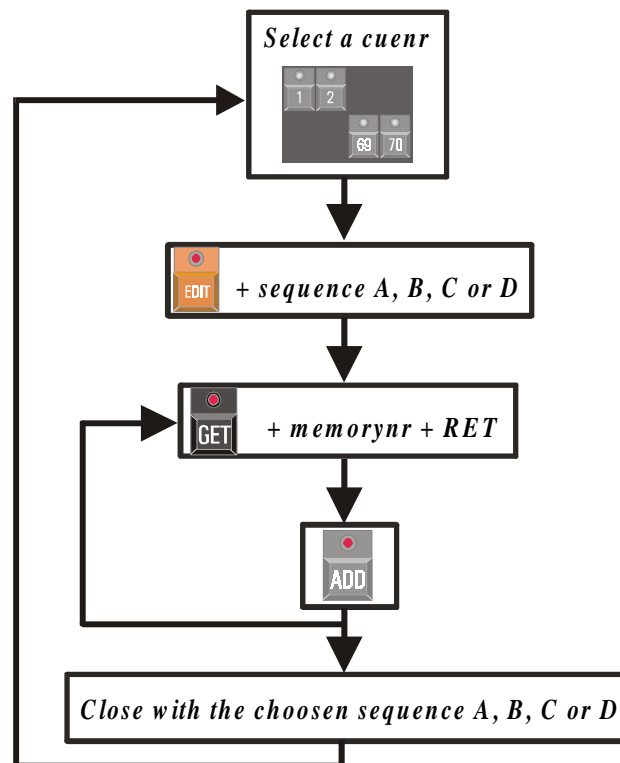 Select a cuenr
1 2
69 70
EDIT + sequence A, B, C or D
GET + memorynr + RET
ADD
Close with the choosen sequence A, B, C or D